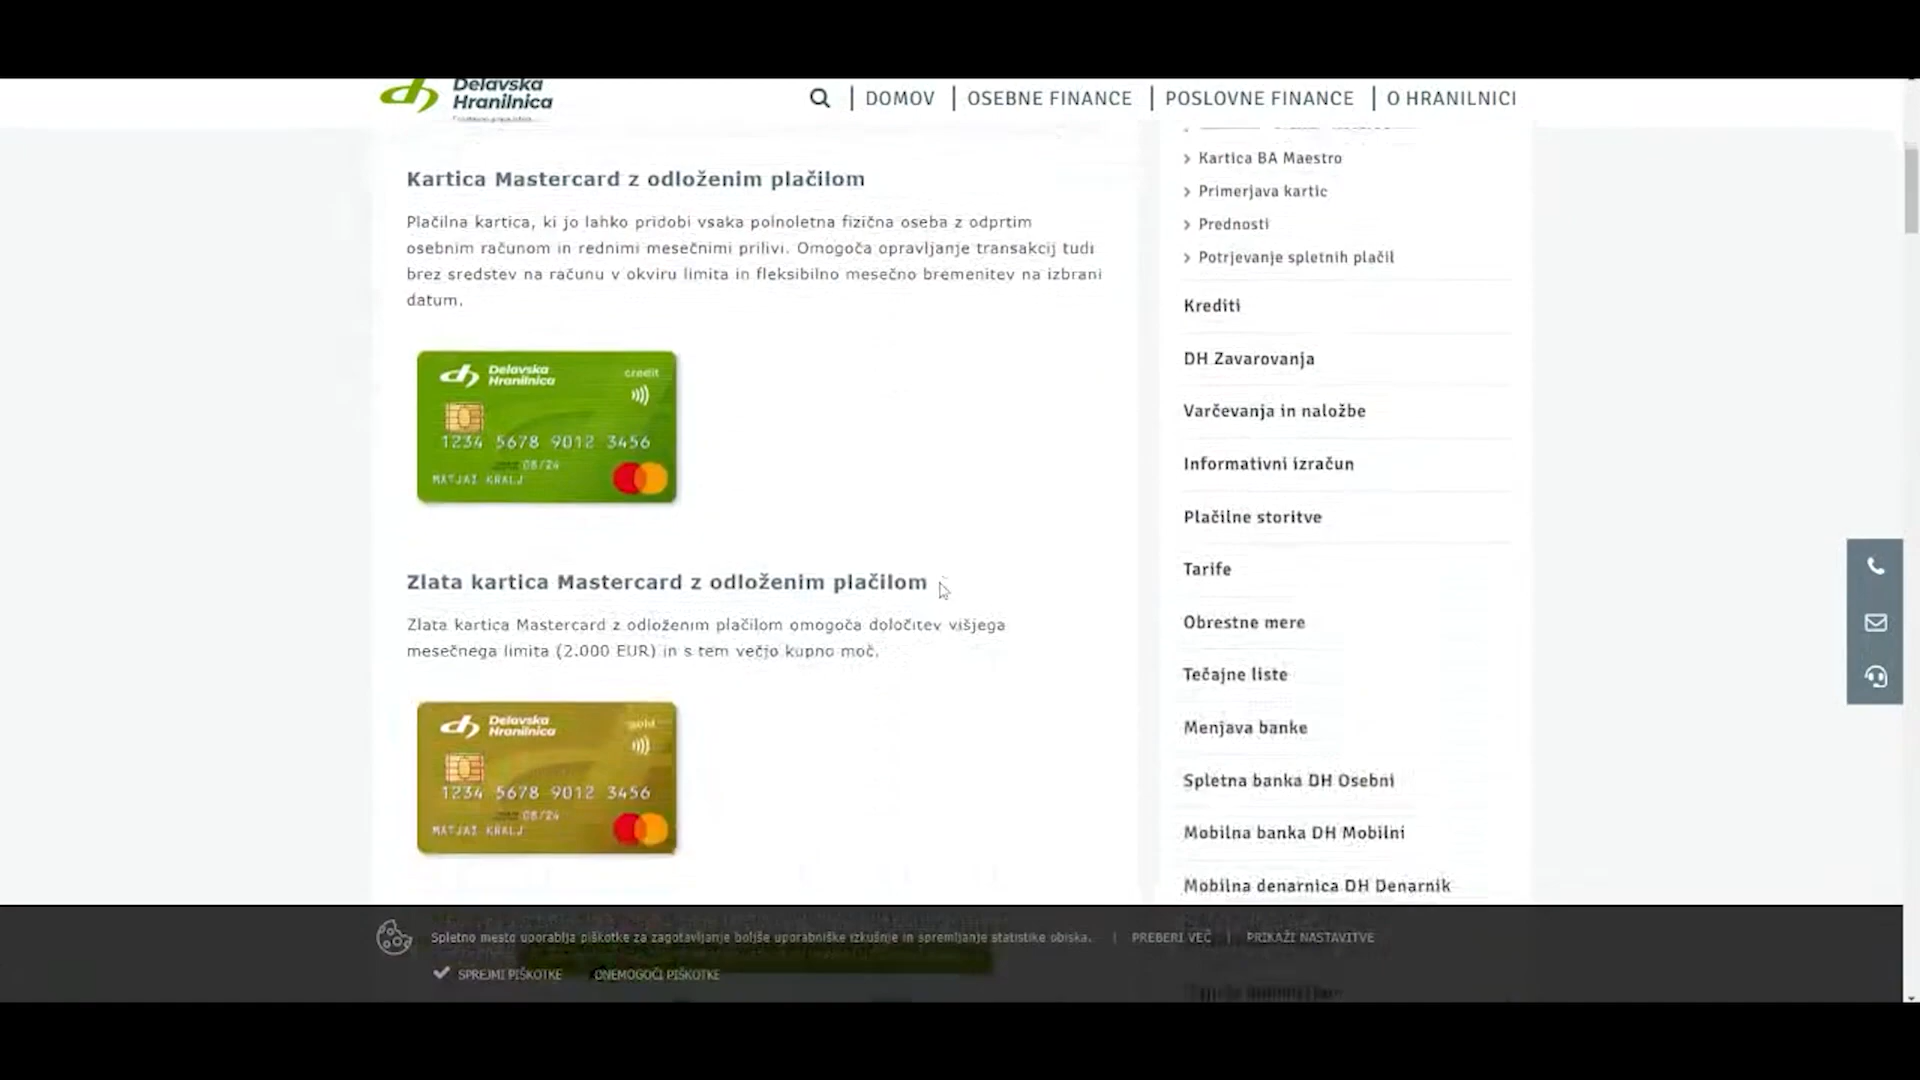 Delavska
Hranilnica
DOMOV
OSEBNE FINANCE
POSLOVNE FINANCE
O HRANILNICI
Kartica Mastercard z odloženim plačilom
Plačilna kartica, ki jo lahko pridobi vsaka polnoletna fizična oseba z odprtim
osebnim računom in rednimi mesečnimi prilivi. Omogoča opravljanje transakcij tudi
brez sredstev na računu v okviru limita in fleksibilno mesečno bremenitev na izbrani
datum.
Delavska
Hranilnica
credit
1234 5678 9012 3456
08/24
MATJAŽ KRALJ
Zlata kartica Mastercard z odloženim plačilom
Zlata kartica Mastercard z odloženim plačilom omogoča določitev višjega
mesečnega limita (2.000 EUR) in s tem večjo kupno moč.
Delavska
Hranilnica
gold
1234 5678 9012 3456
08/24
MATJAŽ KRALJ
Kartica BA Maestro
Primerjava kartic
Prednosti
Potrjevanje spletnih plačil
Krediti
DH Zavarovanja
Varčevanja in naložbe
Informativni izračun
Plačilne storitve
Tarife
Obrestne mere
Tečajne liste
Menjava banke
Spletna banka DH Osebni
Mobilna banka DH Mobilni
Mobilna denarnica DH Denarnik
Spletno mesto uporablja piškotke za zagotavljanje boljše uporabniške izkušnje in spremljanje statistike obiska. | PREBERI VEČ | PRIKAŽI NASTAVITVE
SPREJMI PIŠKOTKE
ONEMOGOČI PIŠKOTKE